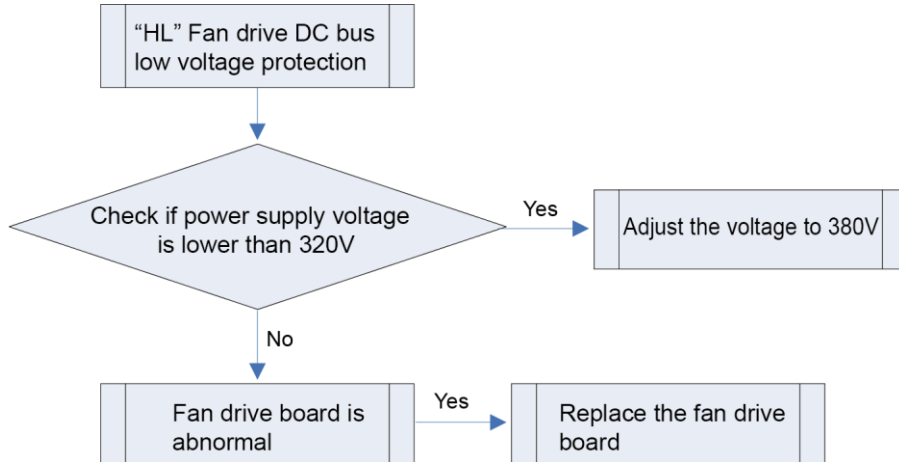 “HL” Fan drive DC bus
low voltage protection
Check if power supply voltage
is lower than 320V
Yes
Adjust the voltage to 380V
No
Fan drive board is
abnormal
Yes
Replace the fan drive
board